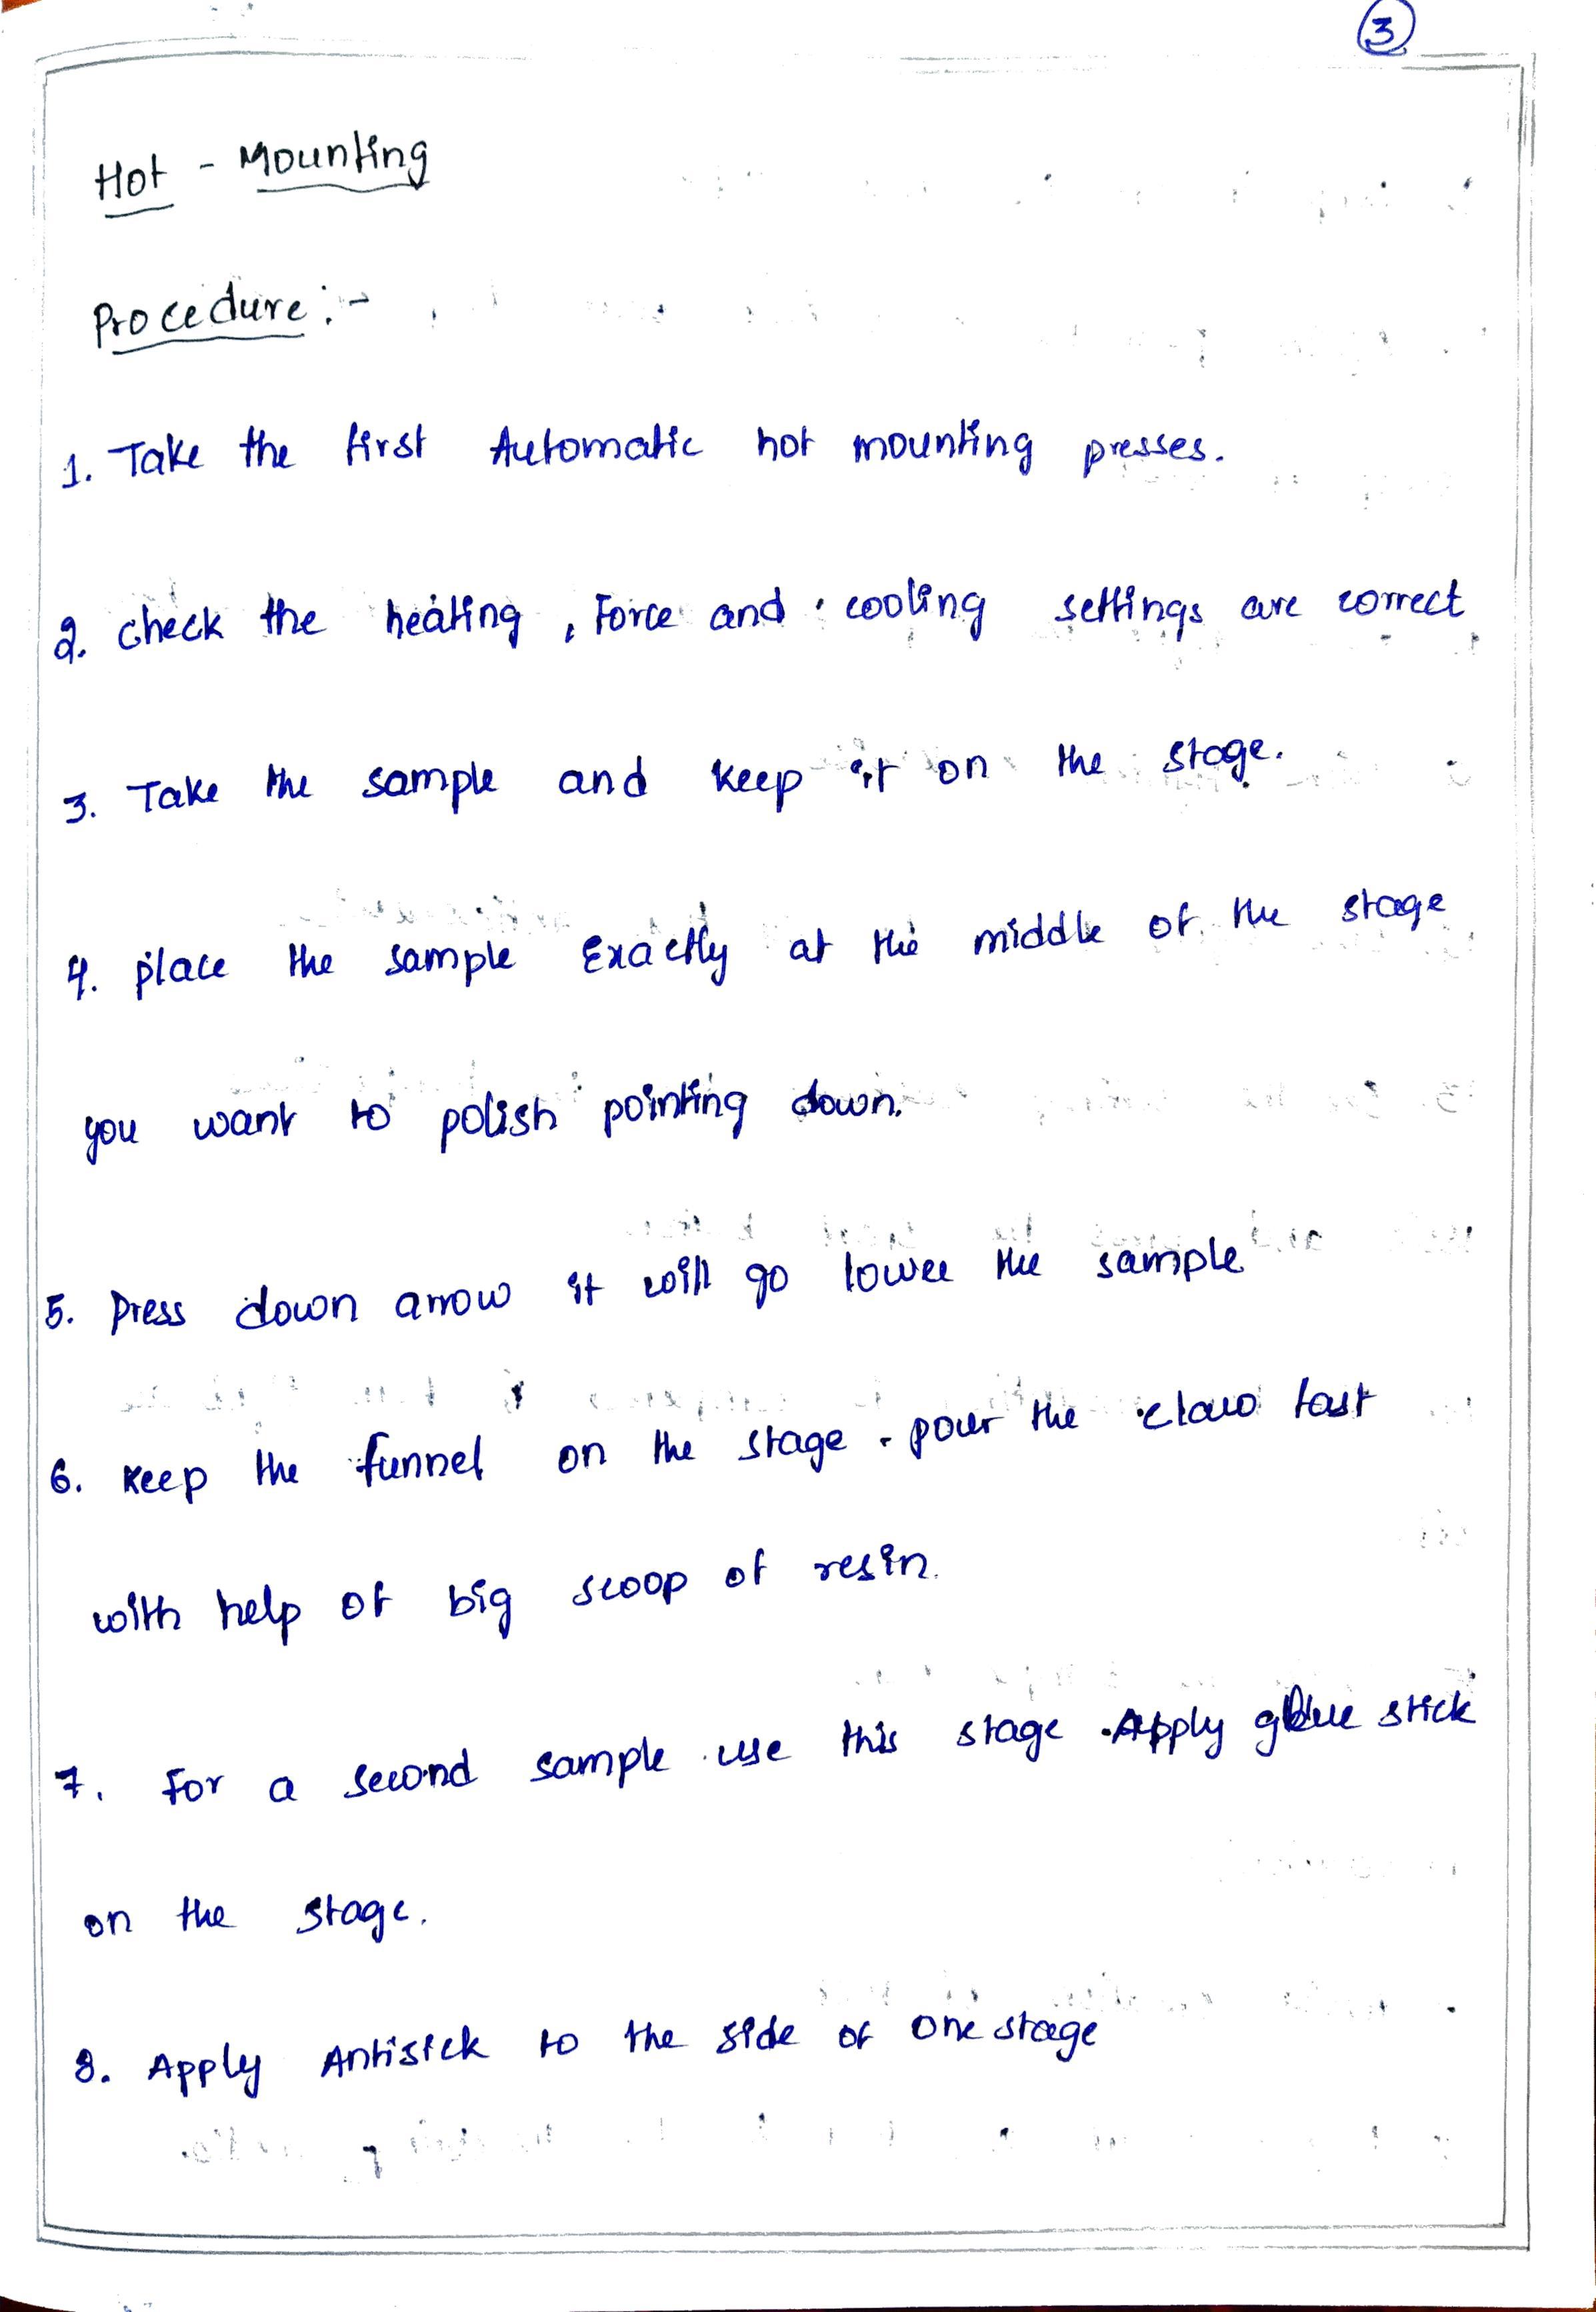 3
Hot - Mounting
Procedure :-
1. Take the first Automatic hot mounting presses.
2. check the heating , Force and cooling settings are correct
3. Take the sample and keep it on the stage.
4. place the sample Exactly at the middle of the stage
you want to polish pointing down.
5. Press down arrow it will go lower the sample
6. Keep the funnel on the stage . pour the claro fast
with help of big scoop of resin.
7. For a second sample use this stage . Apply glue stick
on the stage.
8. Apply Antisick to the side of one stage